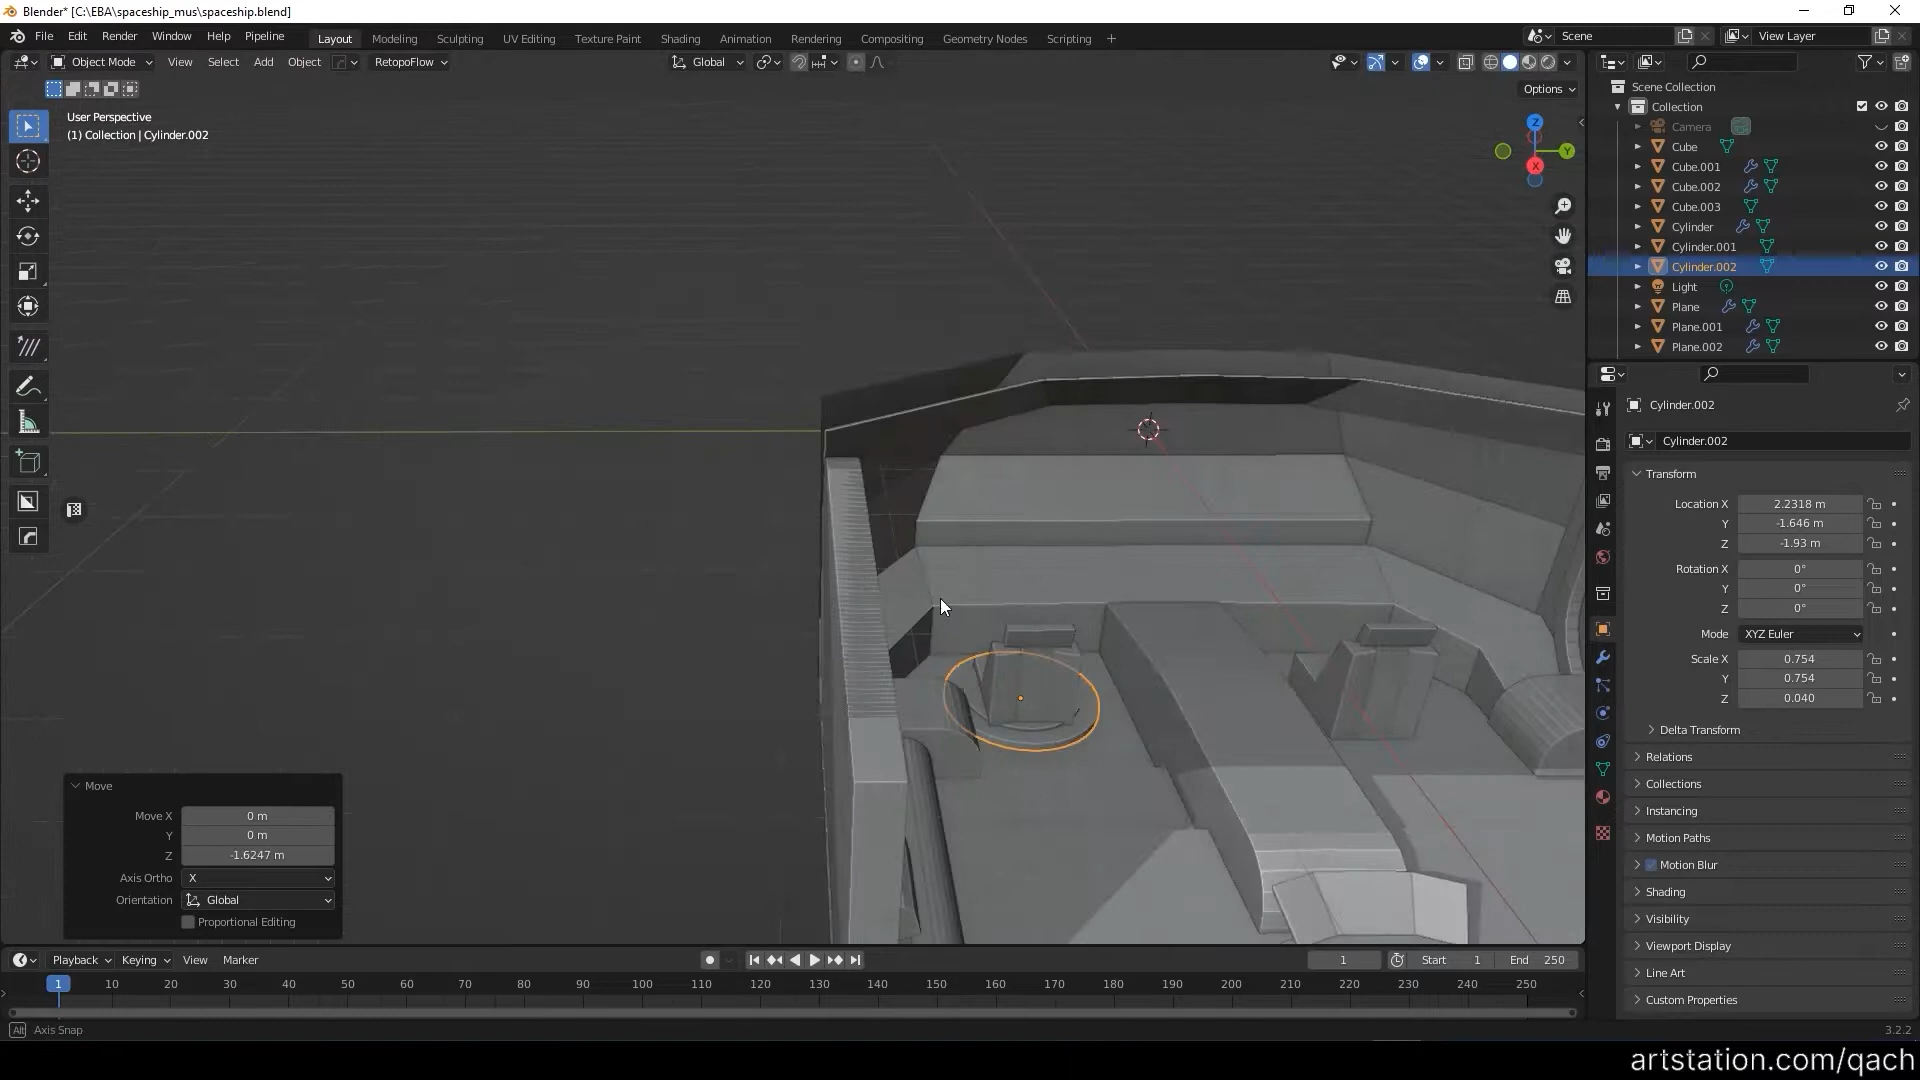 Blender* [C:\EBA\spaceship_mus\spaceship.blend]
File Edit Render Window Help Pipeline Layout Modeling Sculpting UV Editing Texture Paint Shading Animation Rendering Compositing Geometry Nodes Scripting + Scene View Layer
Object Mode View Select Add Object RetopoFlow Global
Options
User Perspective
(1) Collection | Cylinder.002
Z
Y
X
Scene Collection
Collection
Camera
Cube
Cube.001
Cube.002
Cube.003
Cylinder
Cylinder.001
Cylinder.002
Light
Plane
Plane.001
Plane.002
Cylinder.002
Cylinder.002
Transform
Location X 2.2318 m
Y -1.646 m
Z -1.93 m
Rotation X 0°
Y 0°
Z 0°
Mode XYZ Euler
Scale X 0.754
Y 0.754
Z 0.040
Delta Transform
Relations
Collections
Instancing
Motion Paths
Motion Blur
Shading
Visibility
Viewport Display
Line Art
Custom Properties
Move
Move X 0 m
Y 0 m
Z -1.6247 m
Axis Ortho X
Orientation Global
Proportional Editing
Playback Keying View Marker 1 Start 1 End 250
1 10 20 30 40 50 60 70 80 90 100 110 120 130 140 150 160 170 180 190 200 210 220 230 240 250
Alt Axis Snap
3.2.2
artstation.com/qach